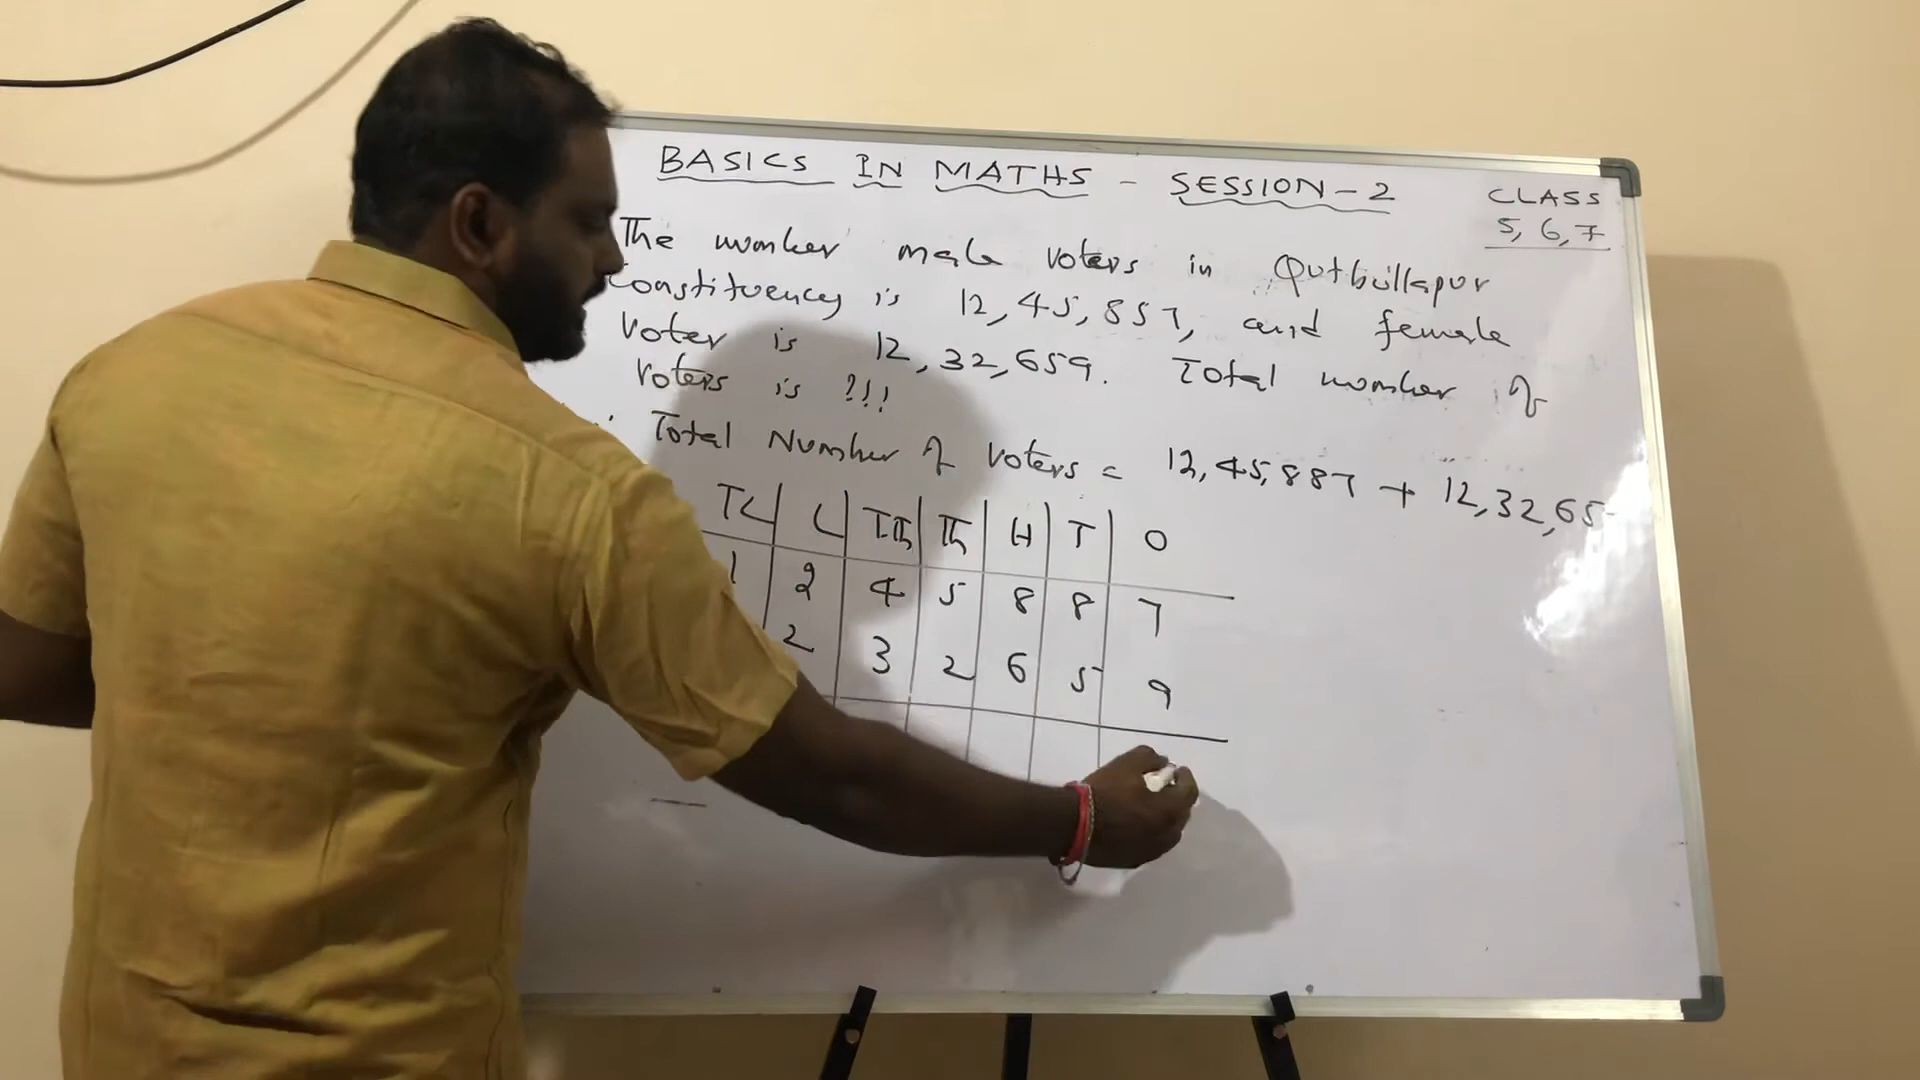 BASICS IN MATHS - SESSION-2
CLASS
5, 6, 7
The number male voters in Qutbullapur
Constituency is 12,45,857, and female
voter is 12,32,659. Total number of
voters is ?!!
Total Number of voters = 12,45,887 + 12,32,65
TL L T.Th Th H T O
1 2 4 5 8 8 7
2 3 2 6 5 9